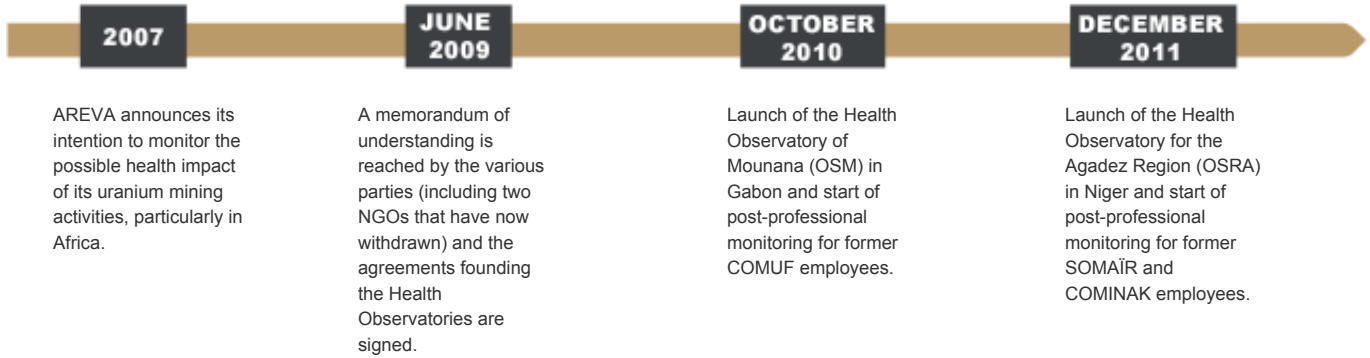 2007
JUNE
2009
OCTOBER
2010
DECEMBER
2011
AREVA announces its
intention to monitor the
possible health impact
of its uranium mining
activities, particularly in
Africa.
A memorandum of
understanding is
reached by the various
parties (including two
NGOs that have now
withdrawn) and the
agreements founding
the Health
Observatories are
signed.
Launch of the Health
Observatory of
Mounana (OSM) in
Gabon and start of
post-professional
monitoring for former
COMUF employees.
Launch of the Health
Observatory for the
Agadez Region (OSRA)
in Niger and start of
post-professional
monitoring for former
SOMAÏR and
COMINAK employees.